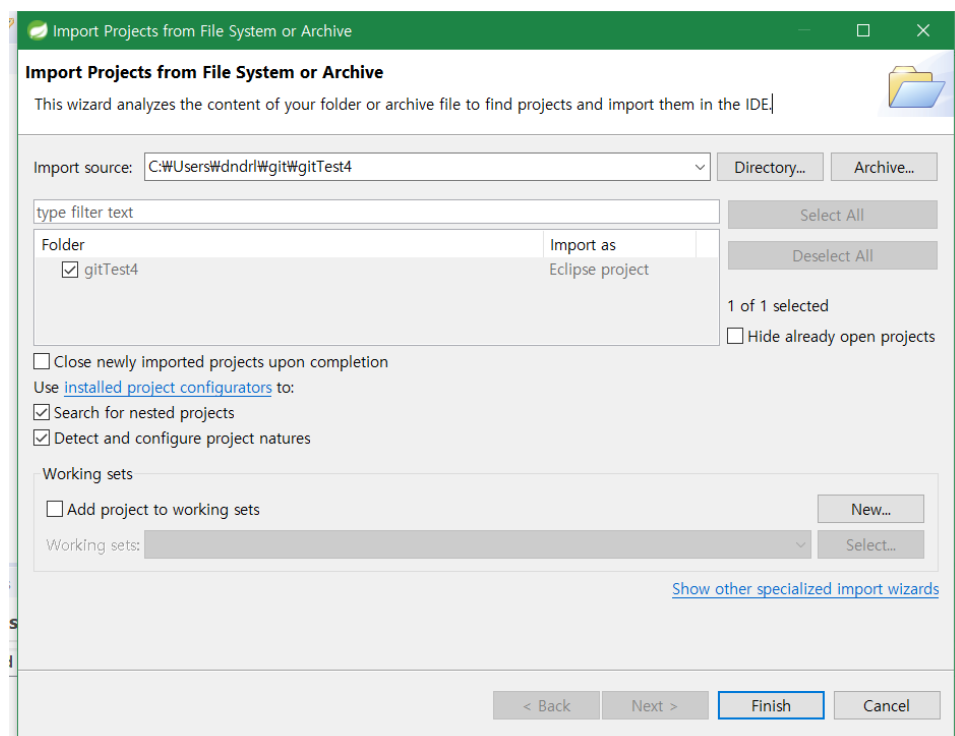 Import Projects from File System or Archive
Import Projects from File System or Archive
This wizard analyzes the content of your folder or archive file to find projects and import them in the IDE.
Import source: C:₩Users₩dndrl₩git₩gitTest4 Directory... Archive...
type filter text Select All
Folder Import as
Deselect All
gitTest4 Eclipse project
1 of 1 selected
Hide already open projects
Close newly imported projects upon completion
Use installed project configurators to:
Search for nested projects
Detect and configure project natures
Working sets
Add project to working sets New...
Working sets: Select...
Show other specialized import wizards
< Back Next > Finish Cancel